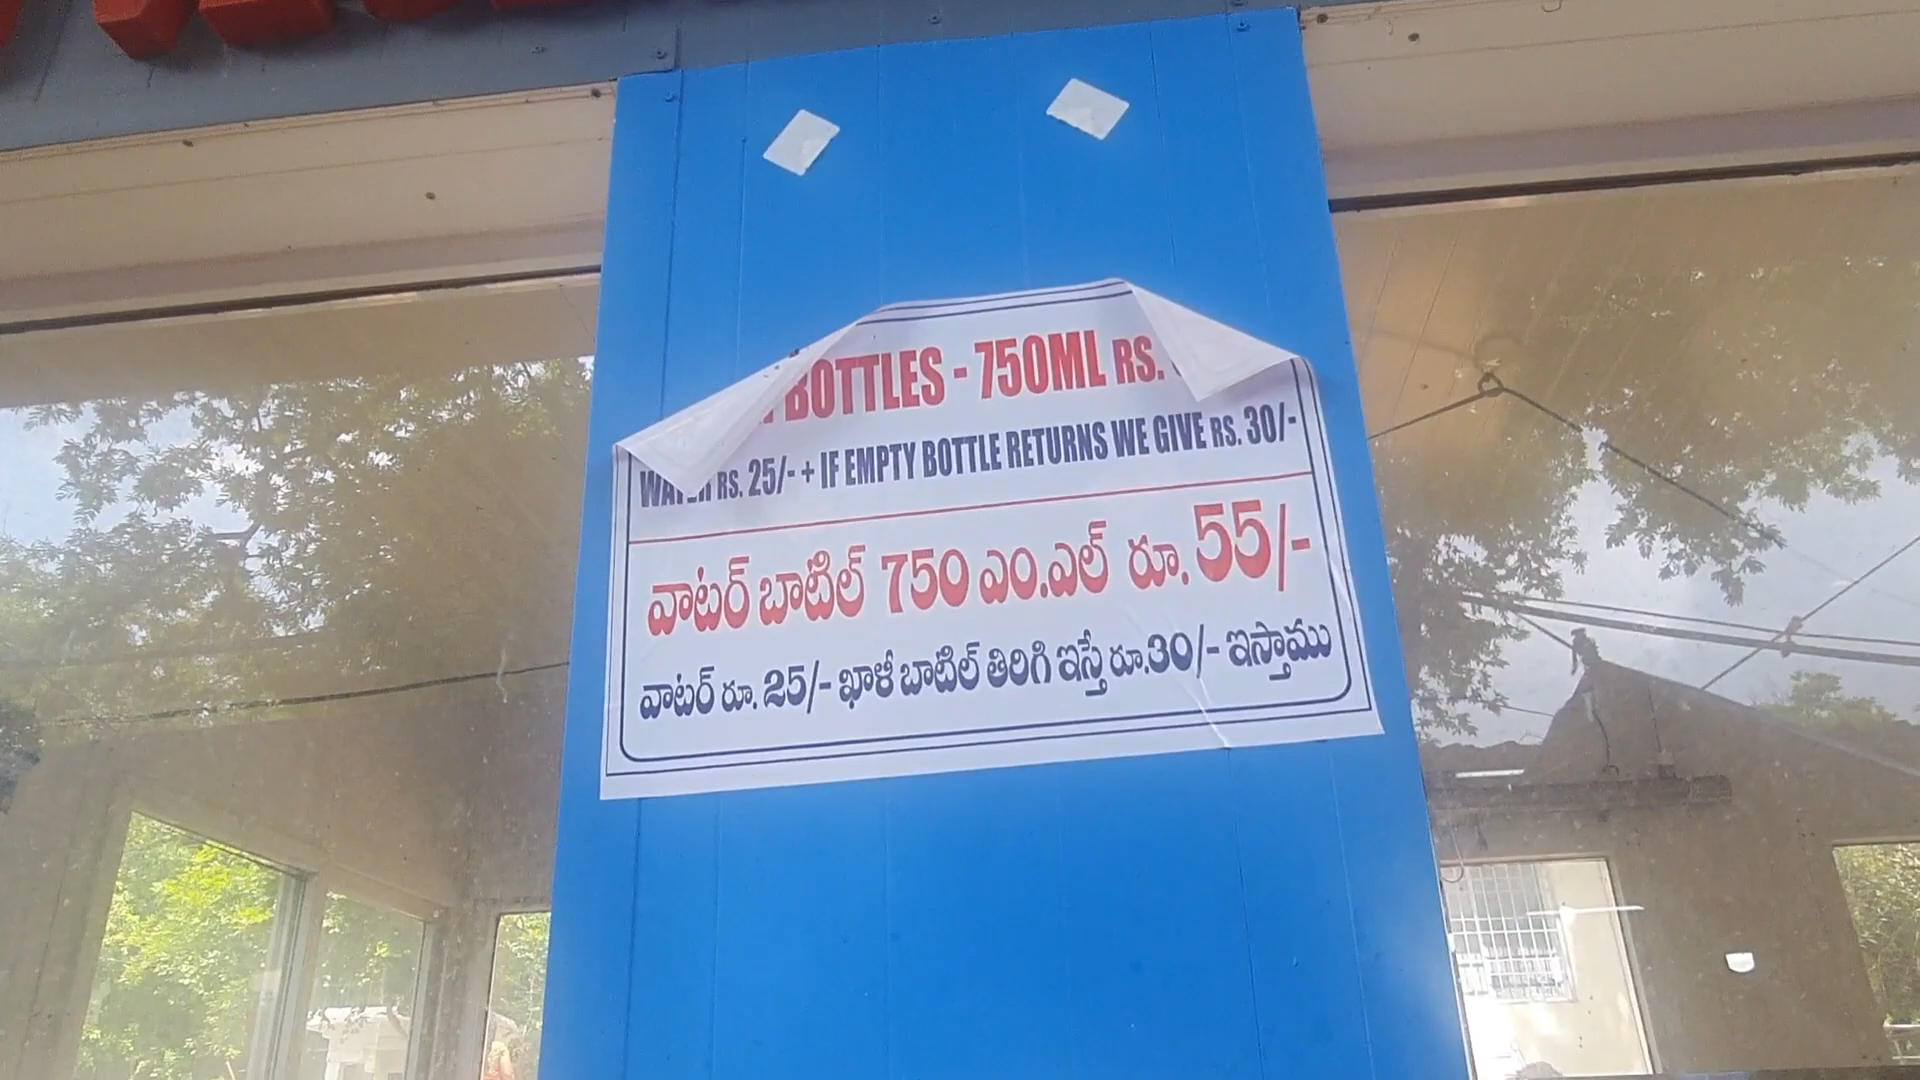 BOTTLES - 750ML RS.
WATER RS. 25/- + IF EMPTY BOTTLE RETURNS WE GIVE RS. 30/-
వాటర్ బాటిల్ 750 ఎం.ఎల్ రూ. 55/-
వాటర్ రూ. 25/- ఖాళీ బాటిల్ తిరిగి ఇస్తే రూ.30/- ఇస్తాము